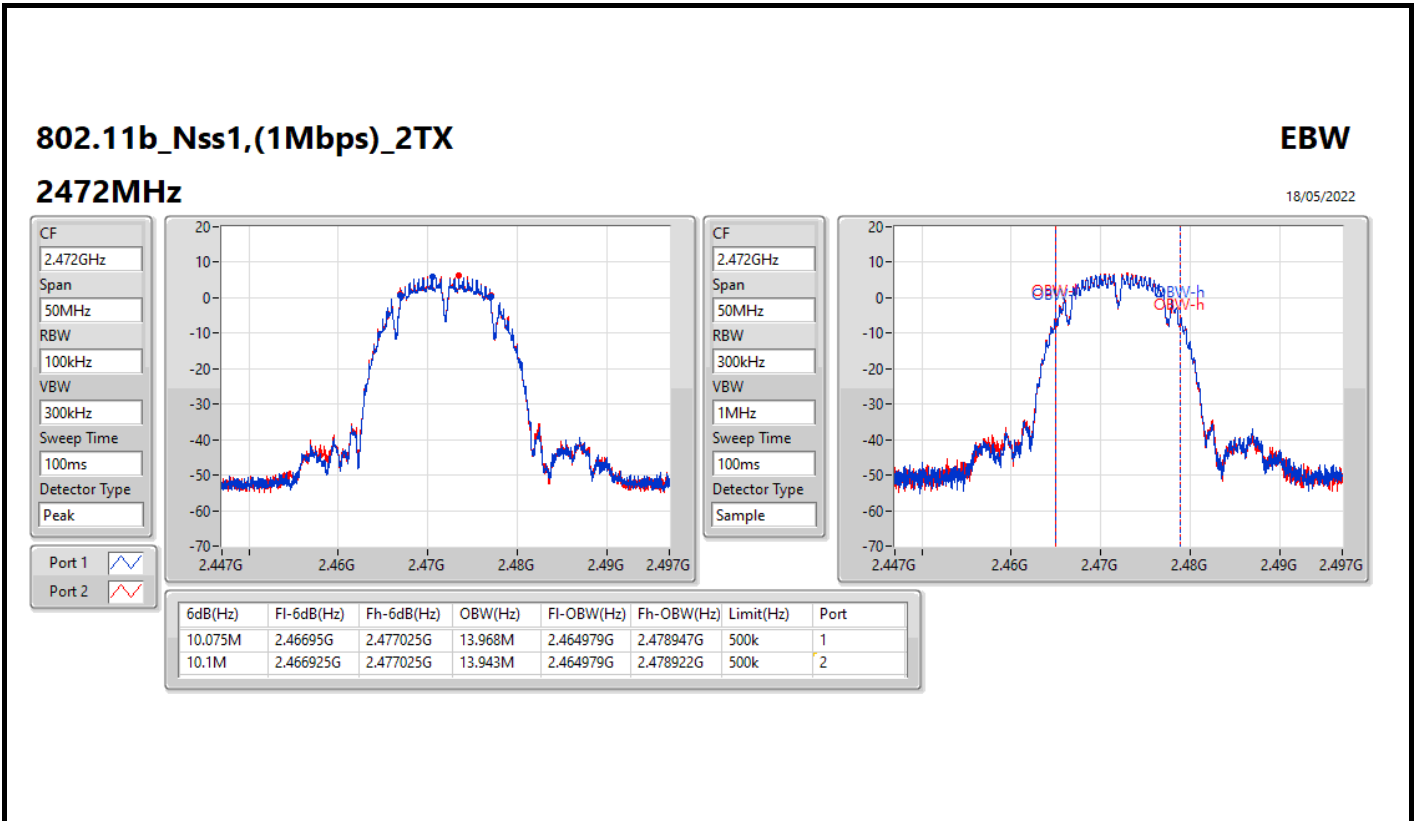 802.11b_Nss1,(1Mbps)_2TX
EBW
2472MHz
18/05/2022
CF
2.472GHz
Span
50MHz
RBW
100kHz
VBW
300kHz
Sweep Time
100ms
Detector Type
Peak
Port 1
Port 2
20
10
0
-10
-20
-30
-40
-50
-60
-70
2.447G 2.46G 2.47G 2.48G 2.49G 2.497G
CF
2.472GHz
Span
50MHz
RBW
300kHz
VBW
1MHz
Sweep Time
100ms
Detector Type
Sample
20
10
0
-10
-20
-30
-40
-50
-60
-70
OBW-h
OBW-h
2.447G 2.46G 2.47G 2.48G 2.49G 2.497G
6dB(Hz) Fl-6dB(Hz) Fh-6dB(Hz) OBW(Hz) Fl-OBW(Hz) Fh-OBW(Hz) Limit(Hz) Port
10.075M 2.46695G 2.477025G 13.968M 2.464979G 2.478947G 500k 1
10.1M 2.466925G 2.477025G 13.943M 2.464979G 2.478922G 500k 2